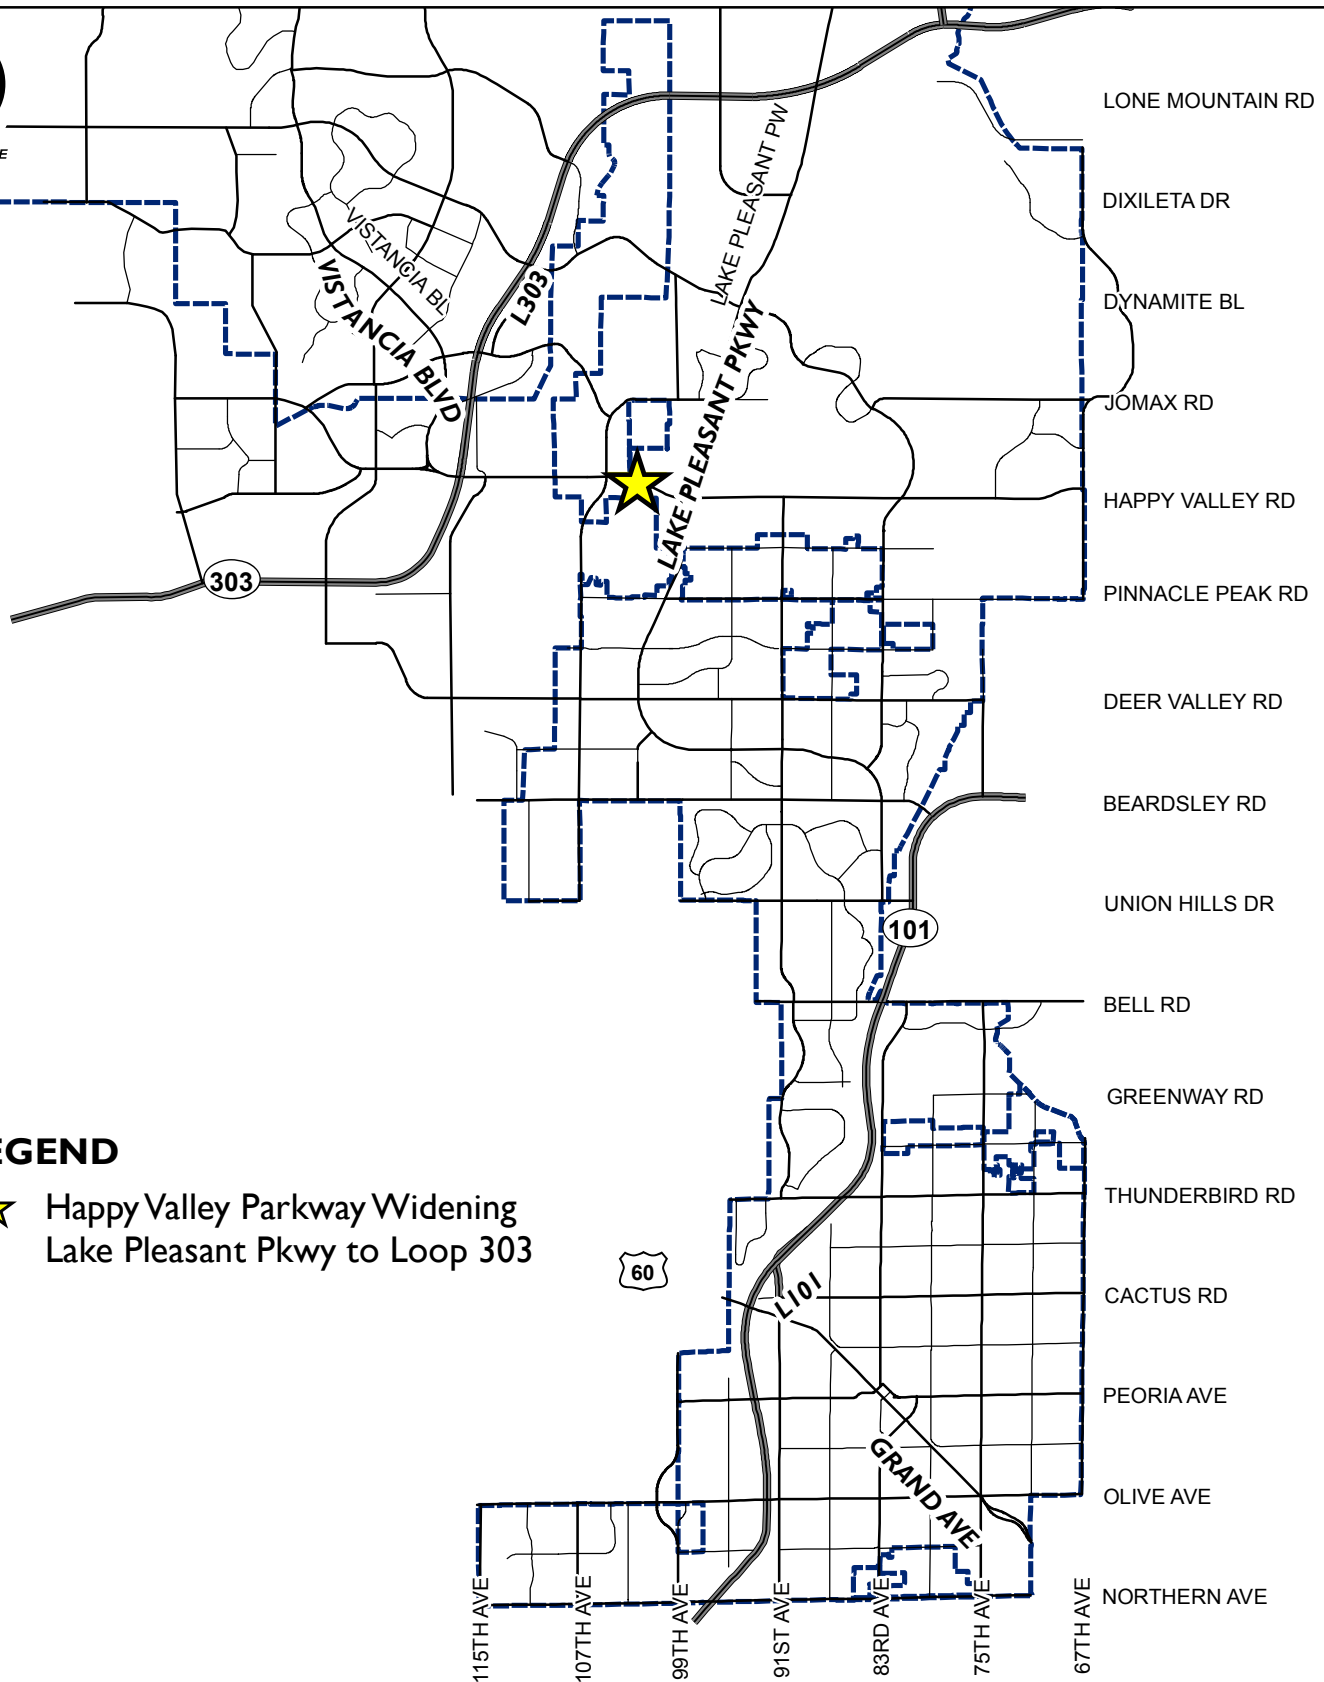 LONE MOUNTAIN RD
LAKE PLEASANT PW
DIXILETA DR
VISTANCIA BL
VISTANCIA BLVD
L303
DYNAMITE BL
LAKE PLEASANT PKWY
JOMAX RD
HAPPY VALLEY RD
303
PINNACLE PEAK RD
DEER VALLEY RD
BEARDSLEY RD
UNION HILLS DR
101
BELL RD
GREENWAY RD
EGEND
Happy Valley Parkway Widening
Lake Pleasant Pkwy to Loop 303
THUNDERBIRD RD
60
L101
CACTUS RD
PEORIA AVE
GRAND AVE
OLIVE AVE
NORTHERN AVE
115TH AVE
107TH AVE
99TH AVE
91ST AVE
83RD AVE
75TH AVE
67TH AVE